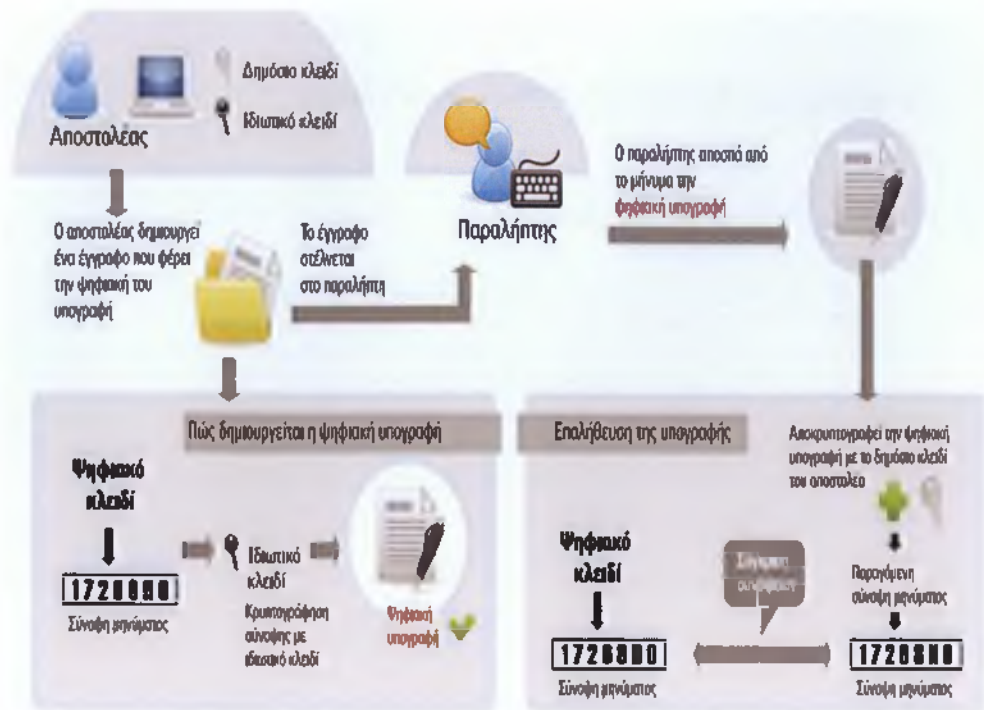 Δημόσιο κλειδί
Ιδιωτικό κλειδί
Αποστολέας
Ο αποστολέας δημιουργεί
ένα έγγραφο που φέρει
την ψηφιακή του
υπογραφή
Το έγγραφο
στέλνεται
στο παραλήπτη
Παραλήπτης
Ο παραλήπτης αποσπά από
το μήνυμα την
ψηφιακή υπογραφή
Πώς δημιουργείται η ψηφιακή υπογραφή
Ψηφιακό
κλειδί
Σύνοψη μηνύματος
Ιδιωτικό
κλειδί
Κρυπτογράφηση
σύνοψης με
ιδιωτικό κλειδί
Ψηφιακή
υπογραφή
Επαλήθευση της υπογραφής
Αποκρυπτογραφεί την ψηφιακή
υπογραφή με το δημόσιο κλειδί
του αποστολέα
Ψηφιακό
κλειδί
Παραγόμενη
σύνοψη μηνύματος
Σύνοψη μηνύματος
Σύνοψη μηνύματος